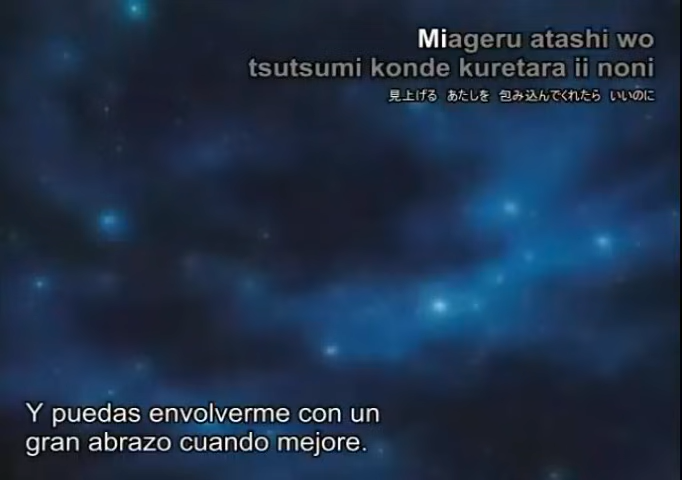 Miageru atashi wo
tsutsumi konde kuretara ii noni
見上げる あたしを 包み込んでくれたら いいのに
Y puedas envolverme con un
gran abrazo cuando mejore.